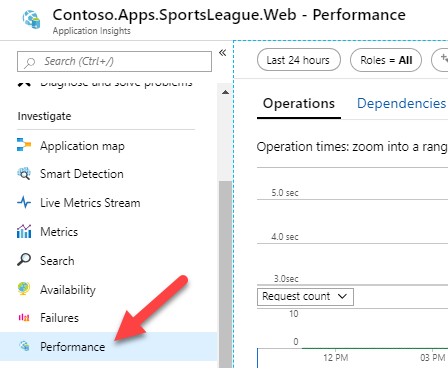 Contoso.Apps.SportsLeague.Web - Performance
Application Insights
Search (Ctrl+/)
Diagnose and solve problems
Investigate
Application map
Smart Detection
Live Metrics Stream
Metrics
Search
Availability
Failures
Performance
Last 24 hours
Roles = All
Operations
Dependencies
Operation times: zoom into a rang
5.0 sec
4.0 sec
3.0sec
Request count
10
0
12 PM
03 PM